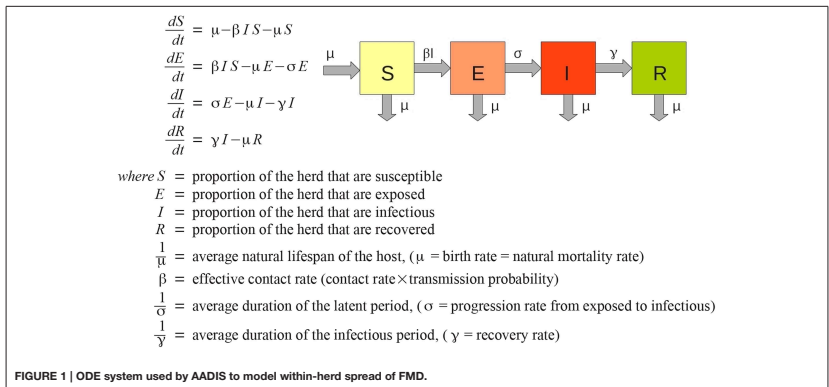 dS/dt = μ−βIS−μS
dE/dt = βIS−μE−σE
dI/dt = σE−μI−γI
dR/dt = γI−μR
μ S βI E σ I γ R
μ μ μ μ
where S = proportion of the herd that are susceptible
E = proportion of the herd that are exposed
I = proportion of the herd that are infectious
R = proportion of the herd that are recovered
1/μ = average natural lifespan of the host, (μ = birth rate = natural mortality rate)
β = effective contact rate (contact rate×transmission probability)
1/σ = average duration of the latent period, (σ = progression rate from exposed to infectious)
1/γ = average duration of the infectious period, (γ = recovery rate)
FIGURE 1 | ODE system used by AADIS to model within-herd spread of FMD.